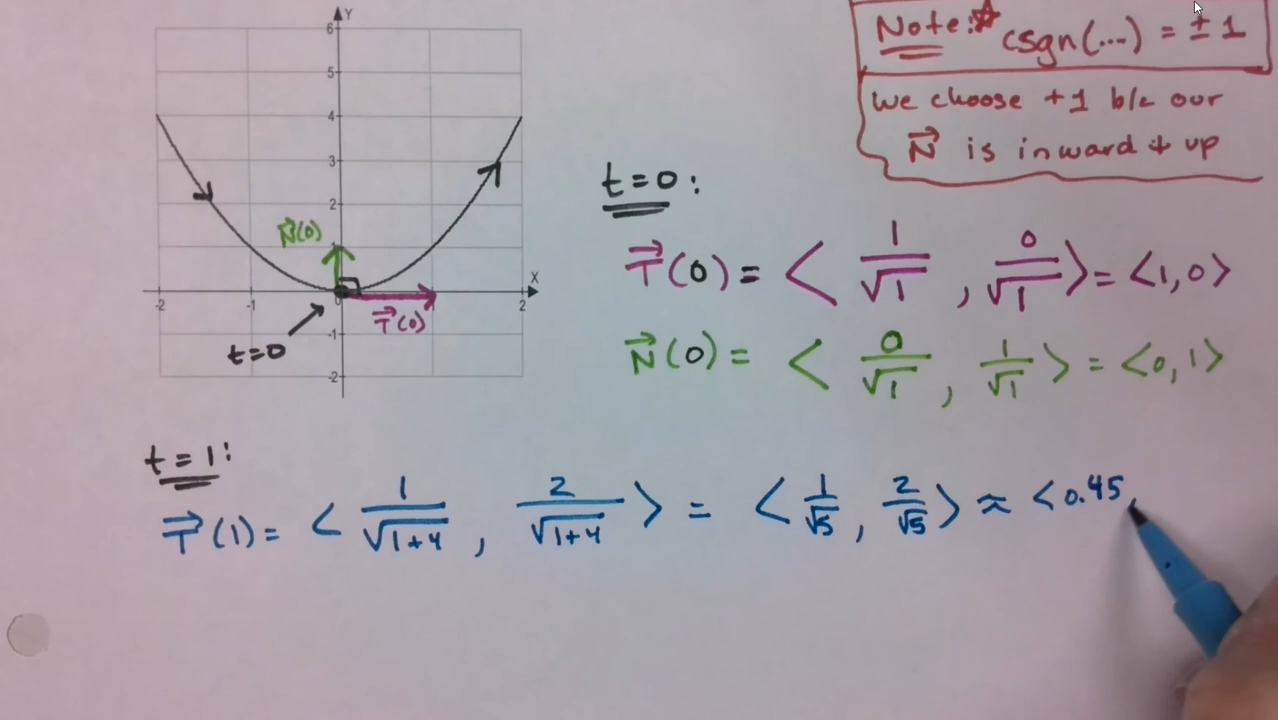 Note:☆ csgn(...) = ± 1
we choose +1 b/c our
N⃗ is inward + up
Y
6
5
4
3
2
1
N⃗(0)
X
-2 -1 0 2
T⃗(0)
-1
t=0
-2
t=0:
T⃗(0) = < 1/√1 , 0/√1 > = <1,0>
N⃗(0) = < 0/√1 , 1/√1 > = <0,1>
t=1:
T⃗(1) = < 1/√1+4 , 2/√1+4 > = < 1/√5 , 2/√5 > ≈ <0.45,